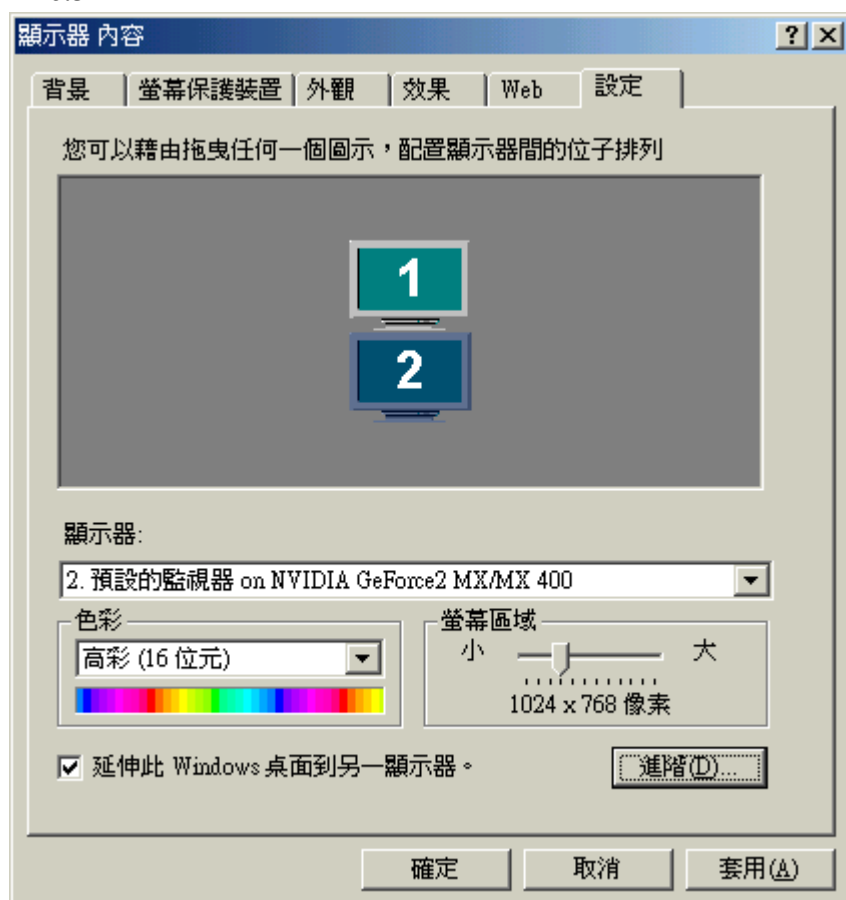 顯示器 內容
背景 螢幕保護裝置 外觀 效果 Web 設定
您可以藉由拖曳任何一個圖示，配置顯示器間的位子排列
1
2
顯示器:
2. 預設的監視器 on NVIDIA GeForce2 MX/MX 400
色彩
高彩 (16 位元)
螢幕區域
小 大
1024 x 768 像素
延伸此 Windows 桌面到另一顯示器。
進階(D)...
確定 取消 套用(A)